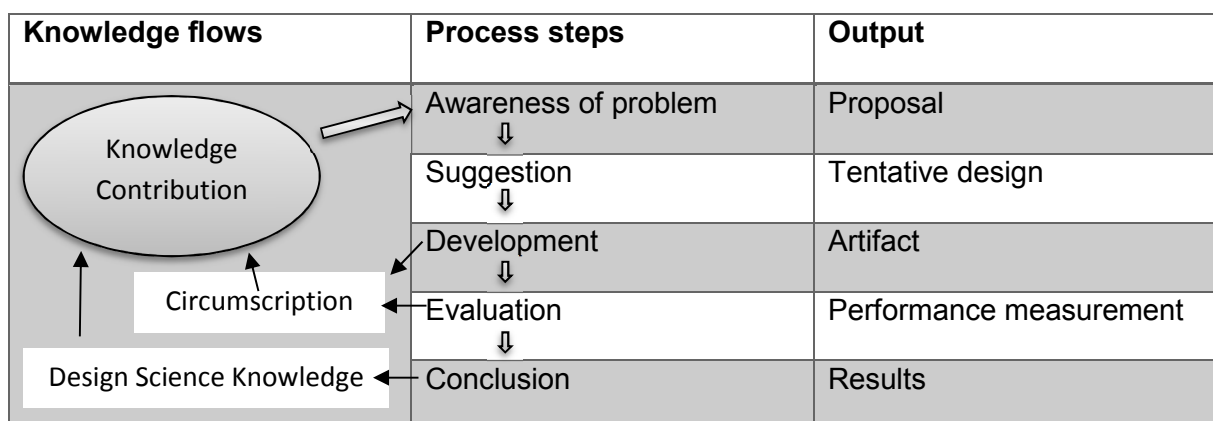 Knowledge flows Process steps Output
Knowledge
Contribution
Circumscription
Design Science Knowledge
Awareness of problem Proposal
Suggestion Tentative design
Development Artifact
Evaluation Performance measurement
Conclusion Results